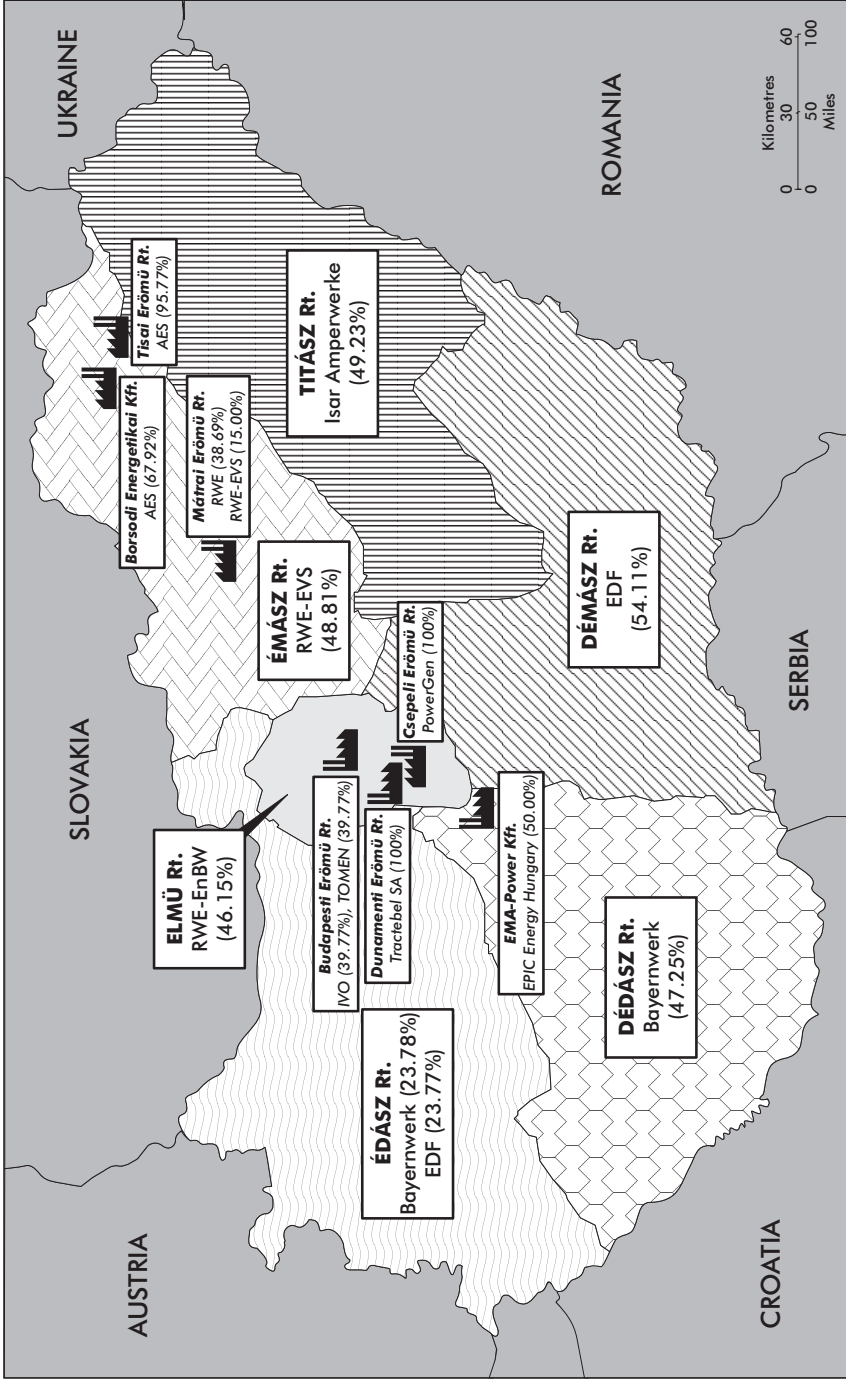 UKRAINE
SLOVAKIA
AUSTRIA
ROMANIA
SERBIA
CROATIA
Tisai Erömü Rt.
AES (95.77%)
Borsodi Energetikai Kft.
AES (67.92%)
Mátrai Erömü Rt.
RWE (38.69%)
RWE-EVS (15.00%)
TITÁSZ Rt.
Isar Amperwerke
(49.23%)
ÉMÁSZ Rt.
RWE-EVS
(48.81%)
ELMÜ Rt.
RWE-EnBW
(46.15%)
Budapesti Erömü Rt.
IVO (39.77%), TOMEN (39.77%)
Dunamenti Erömü Rt.
Tractebel SA (100%)
Csepeli Erömü Rt.
PowerGen (100%)
ÉDÁSZ Rt.
Bayernwerk (23.78%)
EDF (23.77%)
EMA-Power Kft.
EPIC Energy Hungary (50.00%)
DÉMÁSZ Rt.
EDF
(54.11%)
DÉDÁSZ Rt.
Bayernwerk
(47.25%)
Kilometres
0 30 60
0 50 100
Miles